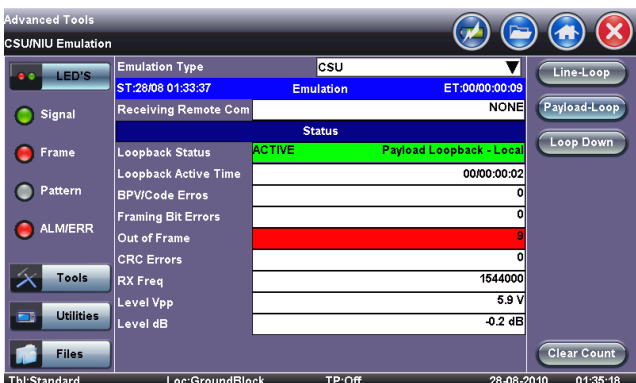 Advanced Tools
CSU/NIU Emulation
LED'S
Signal
Frame
Pattern
ALM/ERR
Tools
Utilities
Files
Emulation Type CSU
ST:28/08 01:33:37 Emulation ET:00/00:00:09
Receiving Remote Com NONE
Status
Loopback Status ACTIVE Payload Loopback - Local
Loopback Active Time 00/00:00:02
BPV/Code Erros 0
Framing Bit Errors 0
Out of Frame 9
CRC Errors 0
RX Freq 1544000
Level Vpp 5.9 V
Level dB -0.2 dB
Line-Loop
Payload-Loop
Loop Down
Clear Count
Tbl:Standard Loc:GroundBlock TP:Off 28-08-2010 01:35:18